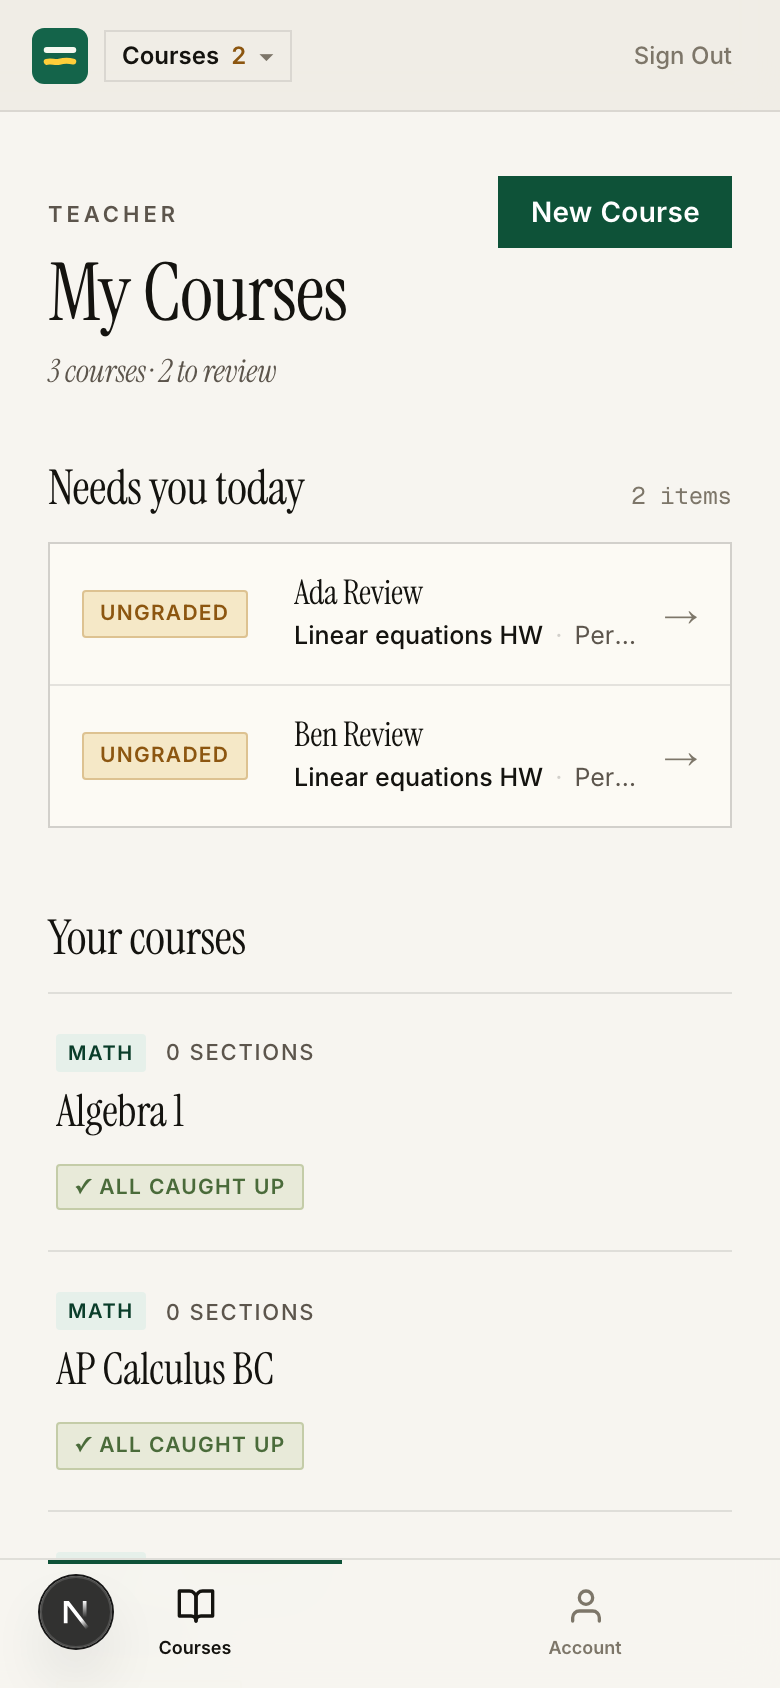 Courses 2
Sign Out
TEACHER
New Course
My Courses
3 courses · 2 to review
Needs you today
2 items
UNGRADED
Ada Review
Linear equations HW · Per...
→
UNGRADED
Ben Review
Linear equations HW · Per...
→
Your courses
MATH 0 SECTIONS
Algebra 1
✓ ALL CAUGHT UP
MATH 0 SECTIONS
AP Calculus BC
✓ ALL CAUGHT UP
N
Courses
Account